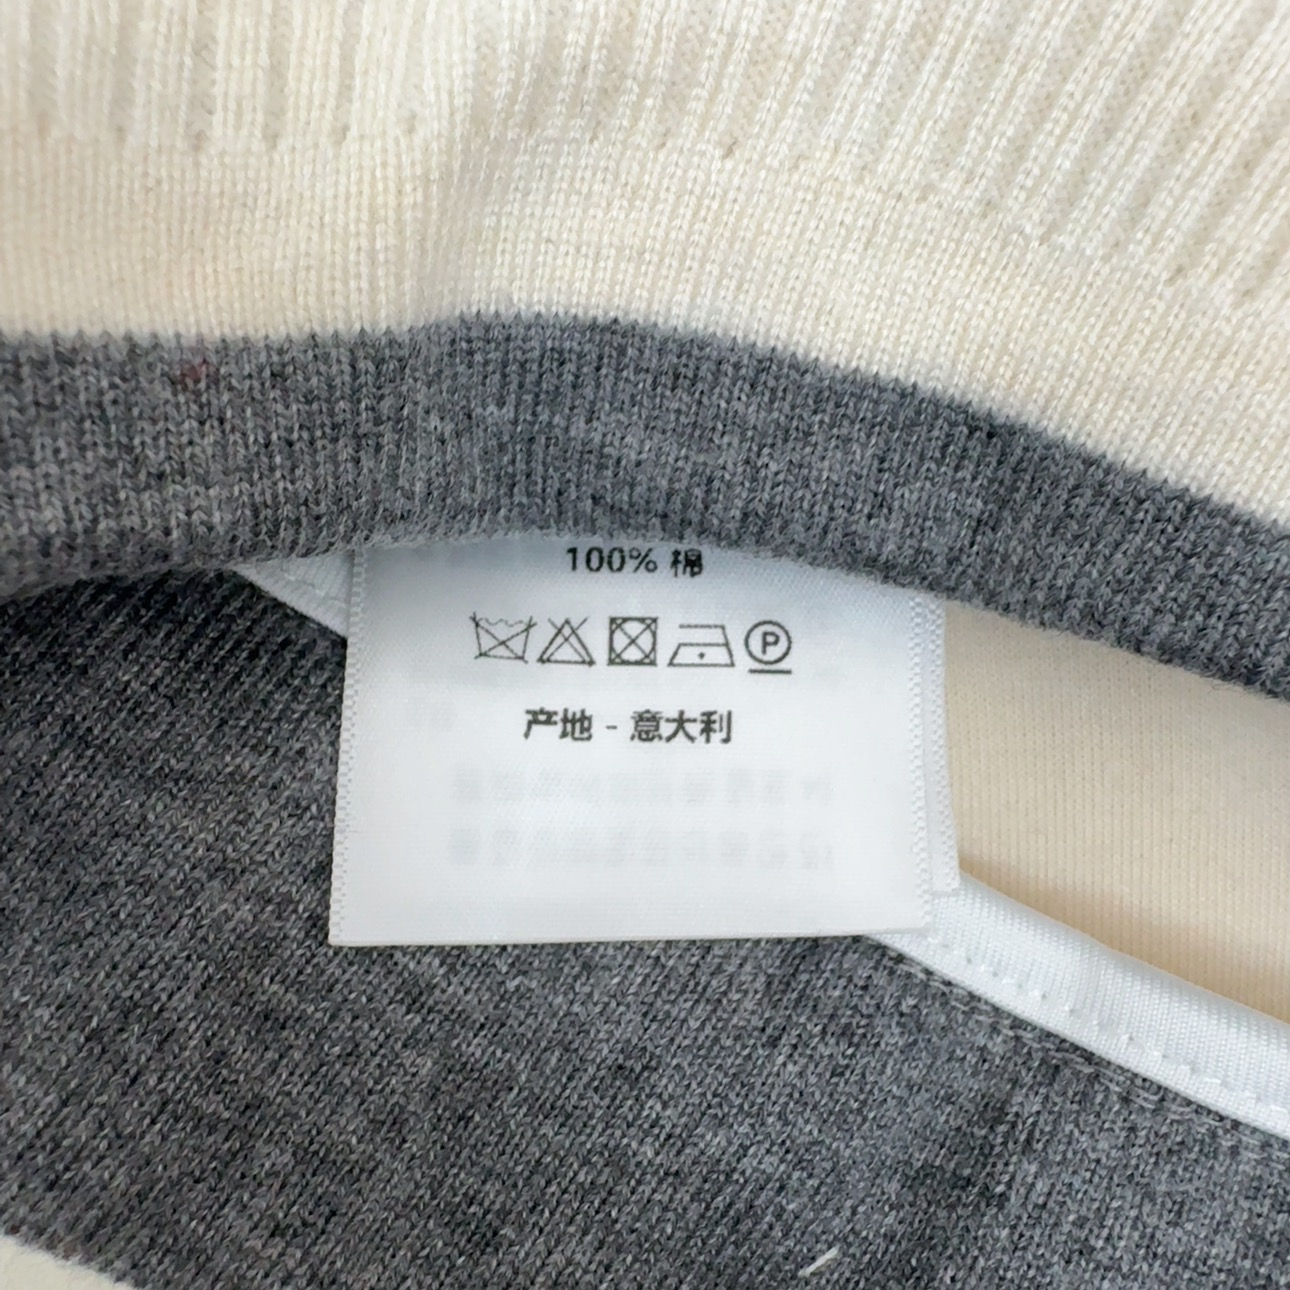 100% 棉
P
产地 - 意大利